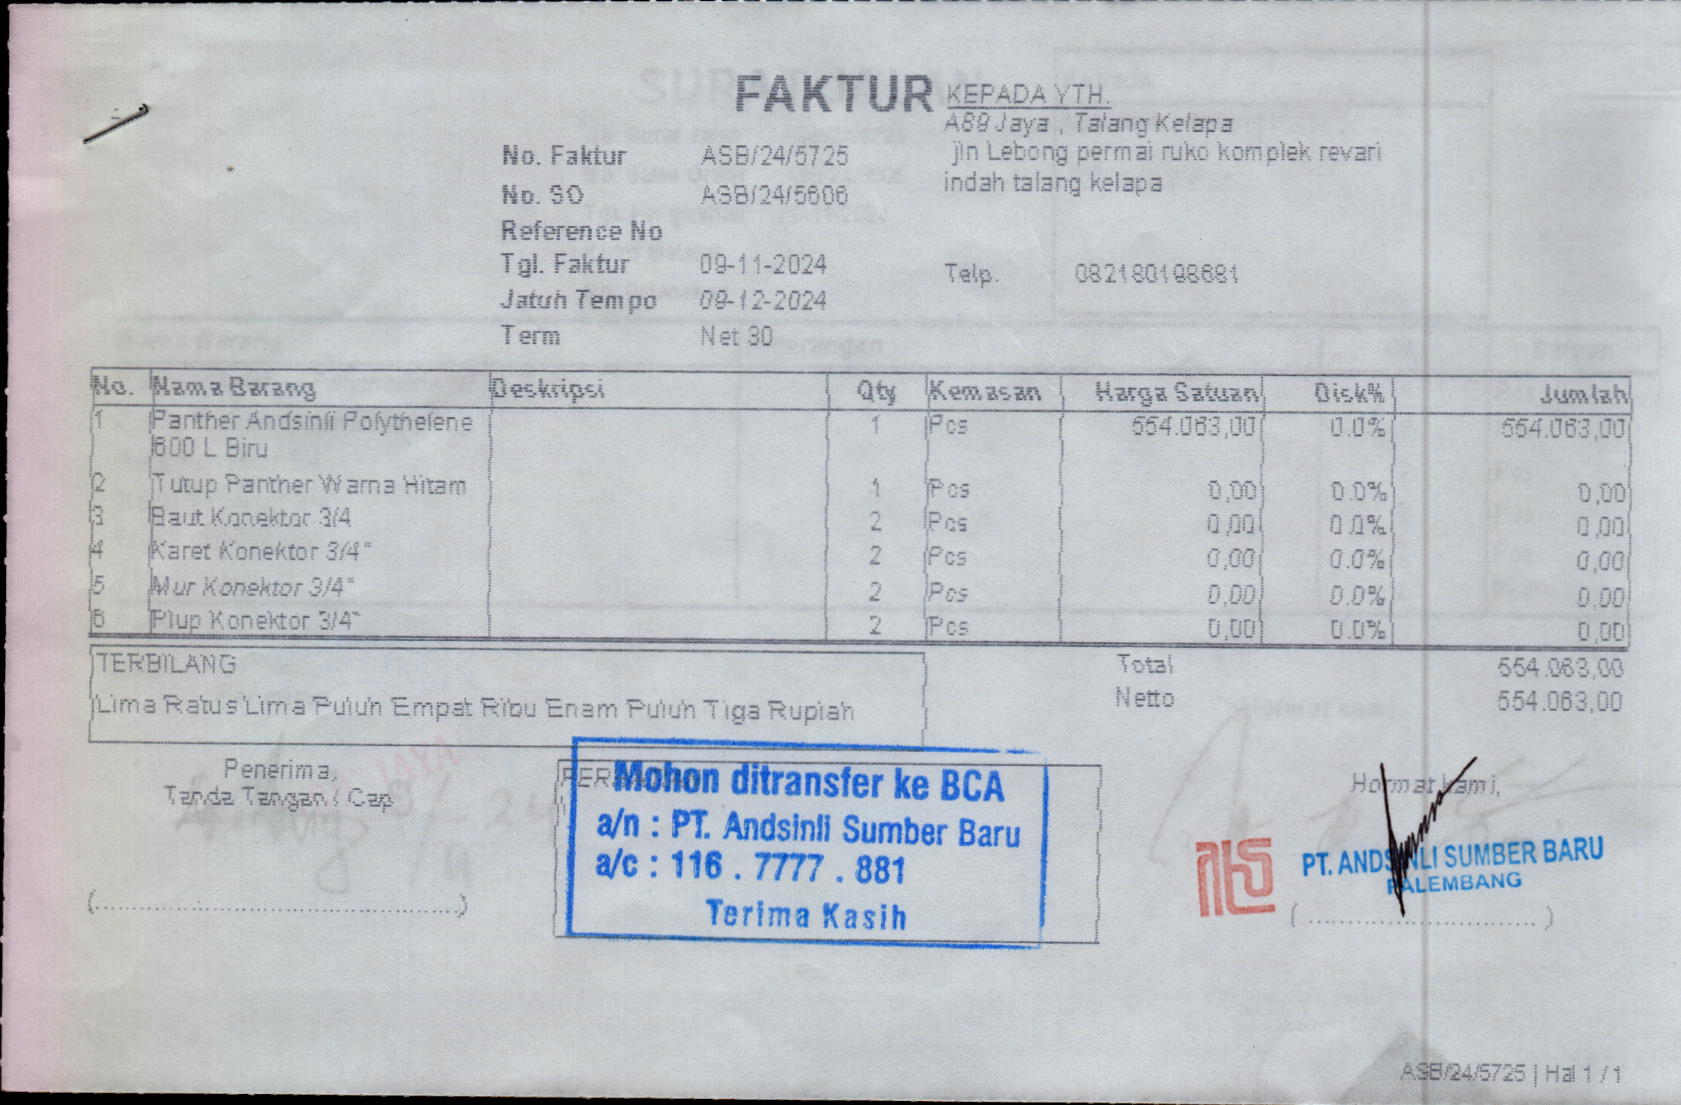 FAKTUR
KEPADA YTH.
A89 Jaya , Talang Kelapa
jln Lebong permai ruko komplek revari
indah talang kelapa
No. Faktur ASB/24/5725
No. SO ASB/24/5606
Reference No
Tgl. Faktur 09-11-2024
Jatuh Tempo 09-12-2024
Term Net 30
Telp. 082180198681
No. Nama Barang Deskripsi Qty Kemasan Harga Satuan Disk% Jumlah
1 Panther Andsinli Polythelene 1 Pcs 554.063,00 0.0% 554.063,00
600 L Biru
2 Tutup Panther Warna Hitam 1 Pcs 0,00 0.0% 0,00
3 Baut Konektor 3/4 2 Pcs 0,00 0.0% 0,00
4 Karet Konektor 3/4" 2 Pcs 0,00 0.0% 0,00
5 Mur Konektor 3/4" 2 Pcs 0,00 0.0% 0,00
6 Plup Konektor 3/4" 2 Pcs 0,00 0.0% 0,00
TERBILANG
Lima Ratus Lima Puluh Empat Ribu Enam Puluh Tiga Rupiah
Total 554.063,00
Netto 554.063,00
Penerima,
Tanda Tangan / Cap
Mohon ditransfer ke BCA
a/n : PT. Andsinli Sumber Baru
a/c : 116 . 7777 . 881
Terima Kasih
Hormat kami,
PT. ANDSINLI SUMBER BARU
PALEMBANG
(........................................)
(............................)
ASB/24/5725 | Hal 1 / 1